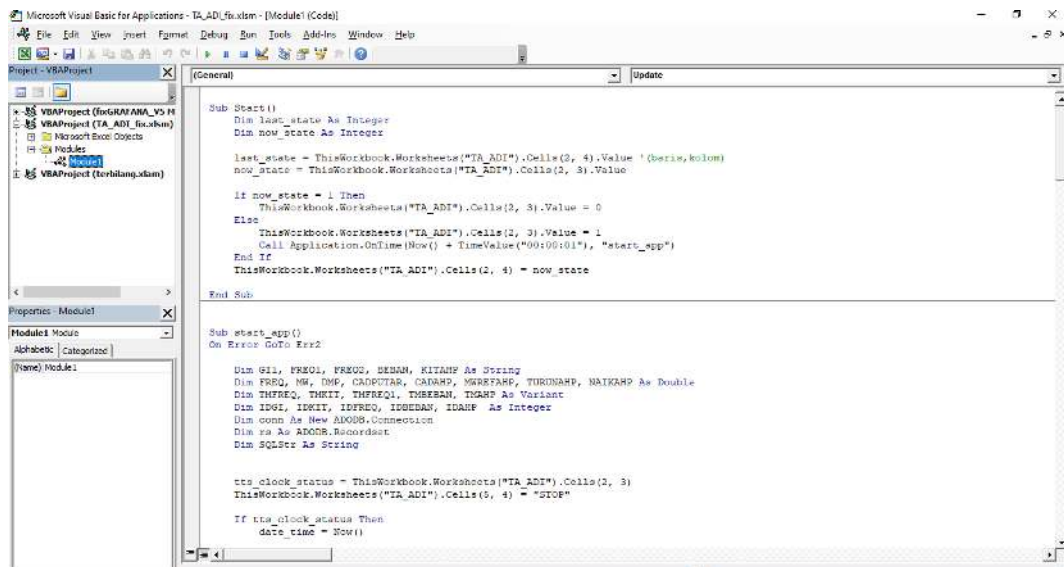 Microsoft Visual Basic for Applications - TA_ADI_fix.xlsm - [Module1 (Code)]
File Edit View Insert Format Debug Run Tools Add-Ins Window Help
Project - VBAProject
(General)
Update
VBAProject (fixGRAFANA_V5 M
VBAProject (TA_ADI_fix.xlsm)
Microsoft Excel Objects
Modules
Module1
VBAProject (terbilang.xlam)
Properties - Module1
Module1 Module
Alphabetic Categorized
(Name) Module1
Sub Start()
Dim last_state As Integer
Dim now_state As Integer
last_state = ThisWorkbook.Worksheets("TA_ADI").Cells(2, 4).Value '(baris,kolom)
now_state = ThisWorkbook.Worksheets("TA_ADI").Cells(2, 3).Value
If now_state = 1 Then
ThisWorkbook.Worksheets("TA_ADI").Cells(2, 3).Value = 0
Else
ThisWorkbook.Worksheets("TA_ADI").Cells(2, 3).Value = 1
Call Application.OnTime(Now() + TimeValue("00:00:01"), "start_app")
End If
ThisWorkbook.Worksheets("TA_ADI").Cells(2, 4) = now_state
End Sub
Sub start_app()
On Error GoTo Err2
Dim GI1, FREQ1, FREQ2, BEBAN, KITAHP As String
Dim FREQ, MW, DMP, CADPUTAR, CADAHP, MWREFAHP, TURUNAHP, NAIKAHP As Double
Dim TMFREQ, TMKIT, TMFREQ1, TMBEBAN, TMAHP As Variant
Dim IDGI, IDKIT, IDFREQ, IDBEBAN, IDAHP As Integer
Dim conn As New ADODB.Connection
Dim rs As ADODB.Recordset
Dim SQLStr As String
tts_clock_status = ThisWorkbook.Worksheets("TA_ADI").Cells(2, 3)
ThisWorkbook.Worksheets("TA_ADI").Cells(5, 4) = "STOP"
If tts_clock_status Then
date_time = Now()